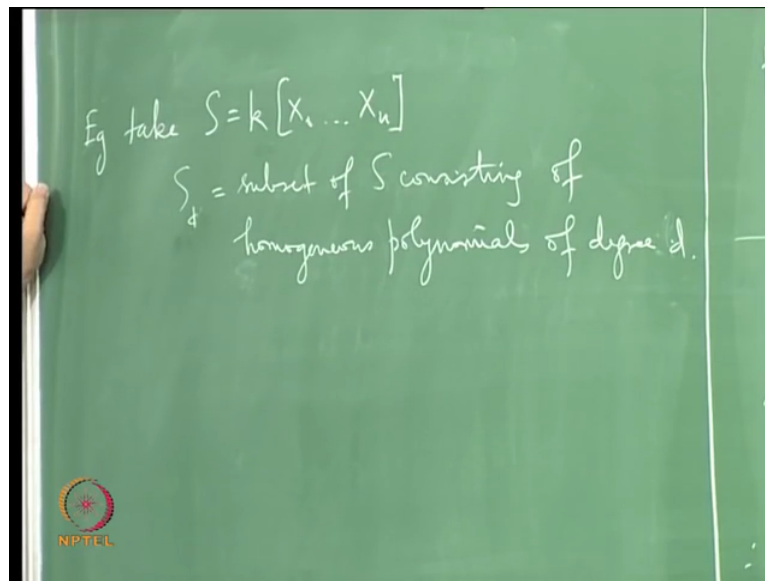 Eg take S = k[X₁ ... Xₙ]
S_d = subset of S consisting of
homogeneous polynomials of degree d.
NPTEL